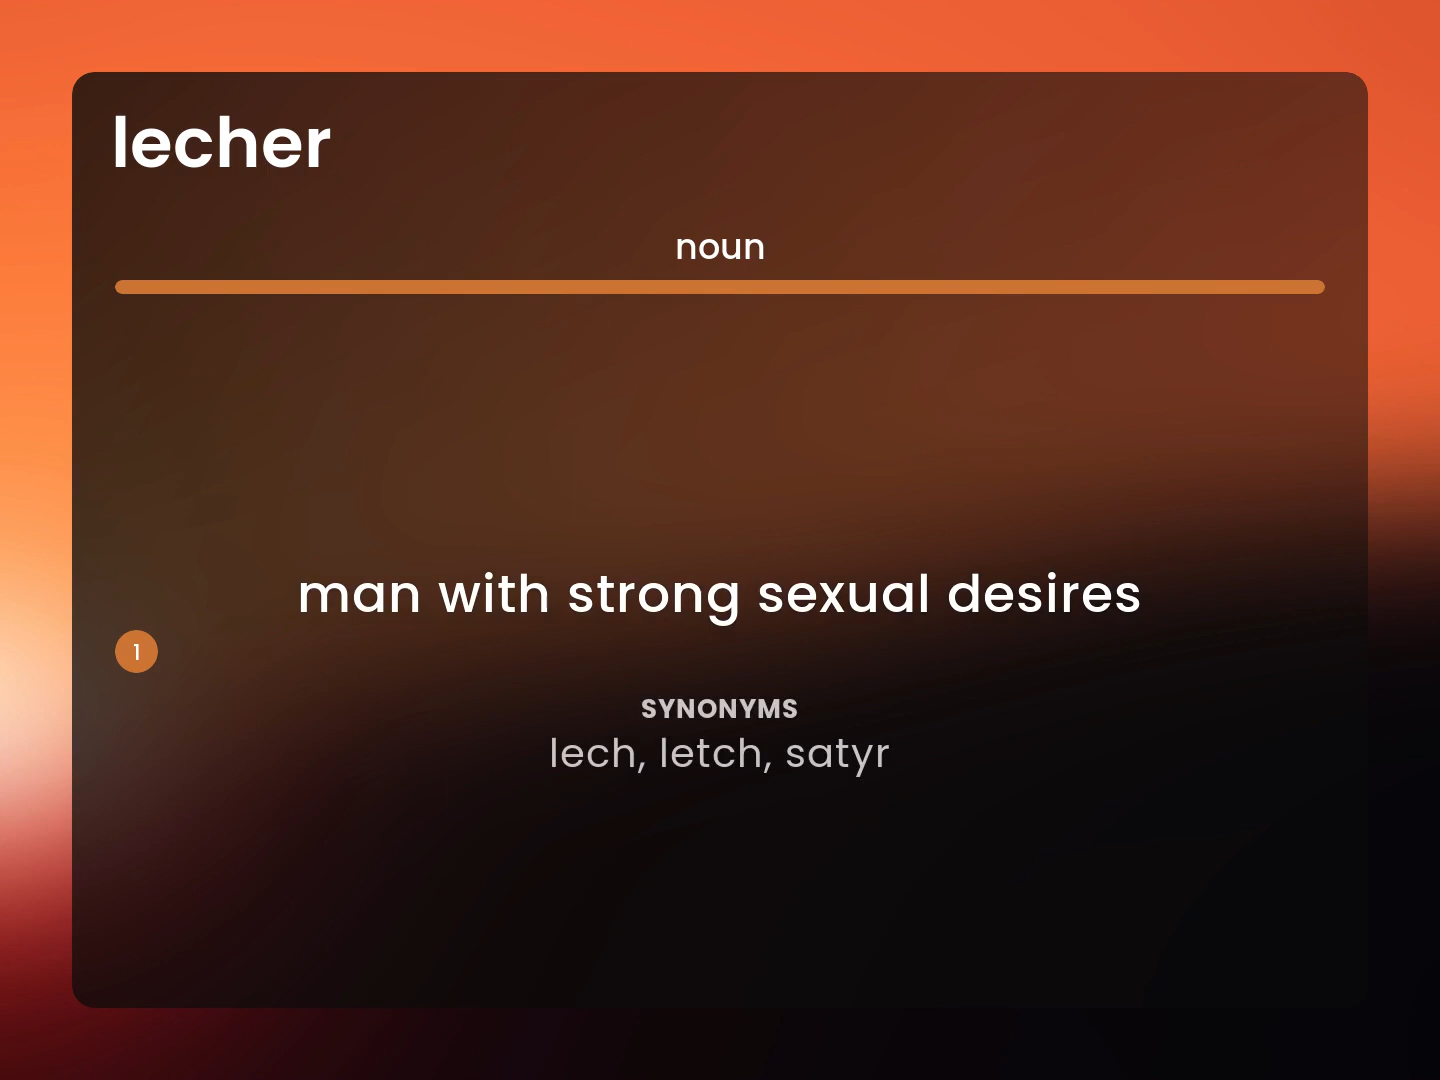 lecher
noun
man with strong sexual desires
1
SYNONYMS
lech, letch, satyr